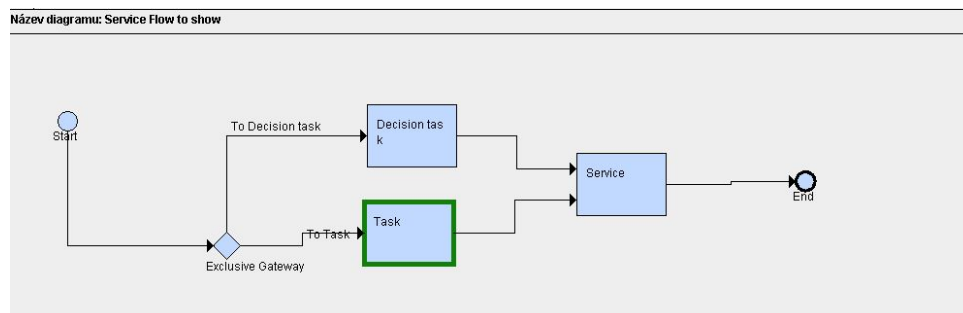 Název diagramu: Service Flow to show
Start
To Decision task
Decision tas
k
Service
End
Task
To Task
Exclusive Gateway